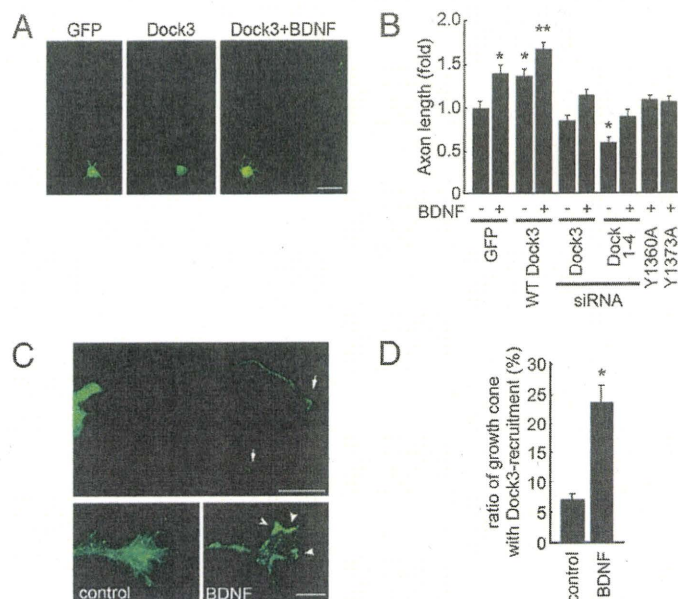 A
GFP
Dock3
Dock3+BDNF
B
Axon length (fold)
2.0
1.5
1.0
0.5
0
BDNF
- + - + - + - + + +
GFP
WT Dock3
Dock3
Dock
1-4
Y1360A
Y1373A
siRNA
*
*
**
*
C
control
BDNF
D
ratio of growth cone
with Dock3-recruitment (%)
30
25
20
15
10
5
0
*
control
BDNF